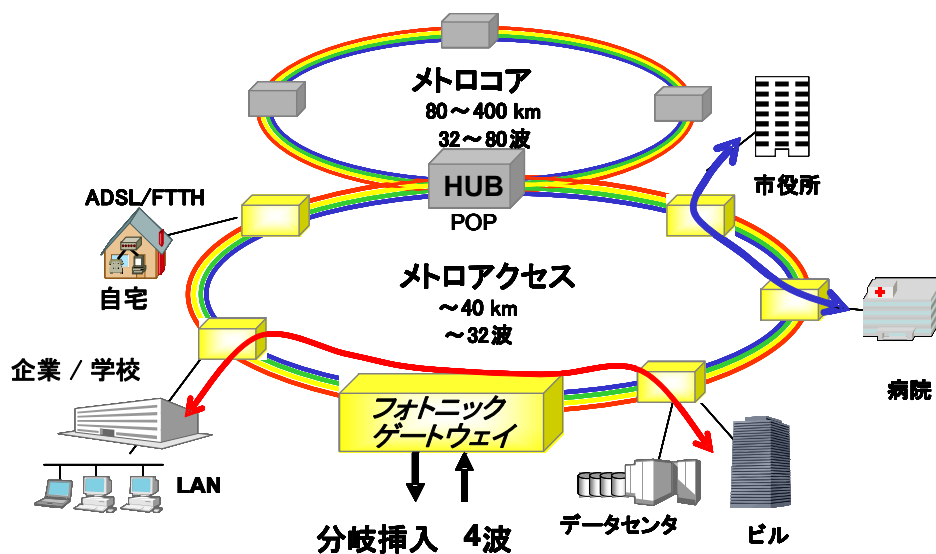 メトロコア
80～400 km
32～80波
HUB
POP
市役所
ADSL/FTTH
自宅
メトロアクセス
～40 km
～32波
企業 / 学校
病院
フォトニック
ゲートウェイ
LAN
データセンタ
ビル
分岐挿入 4波